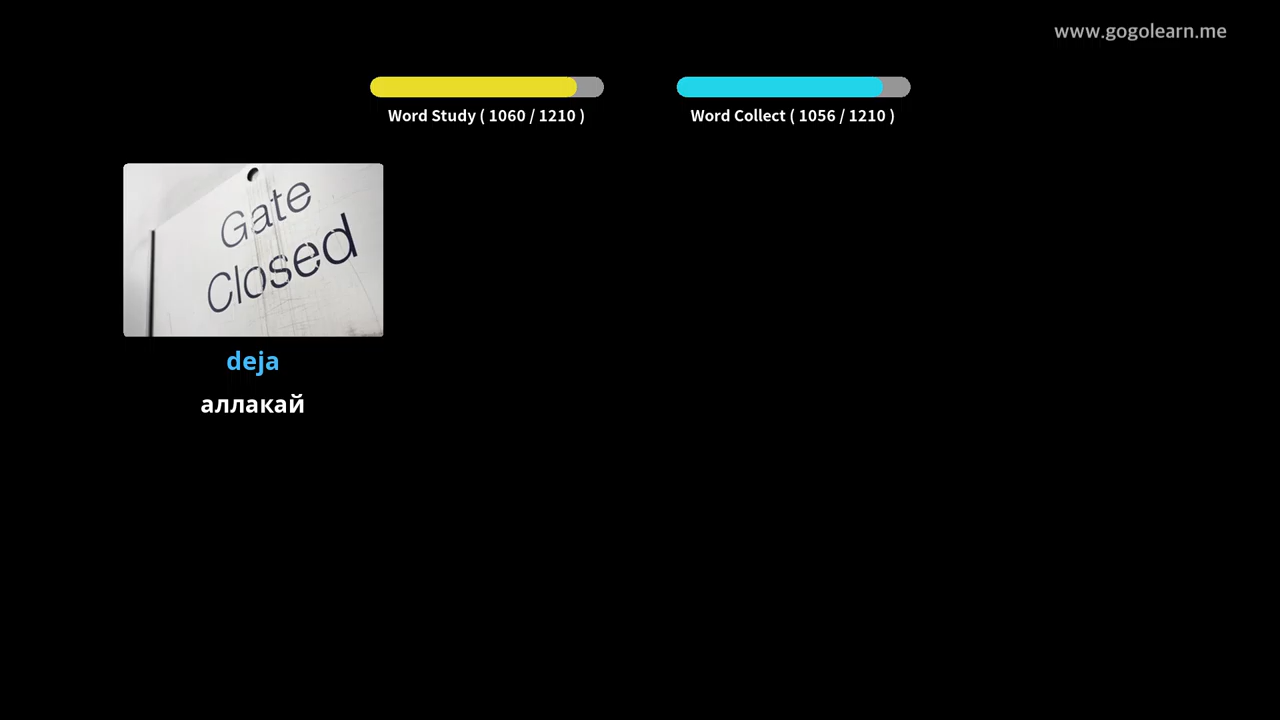 www.gogolearn.me
Word Study ( 1060 / 1210 )
Word Collect ( 1056 / 1210 )
Gate
Closed
deja
аллакай